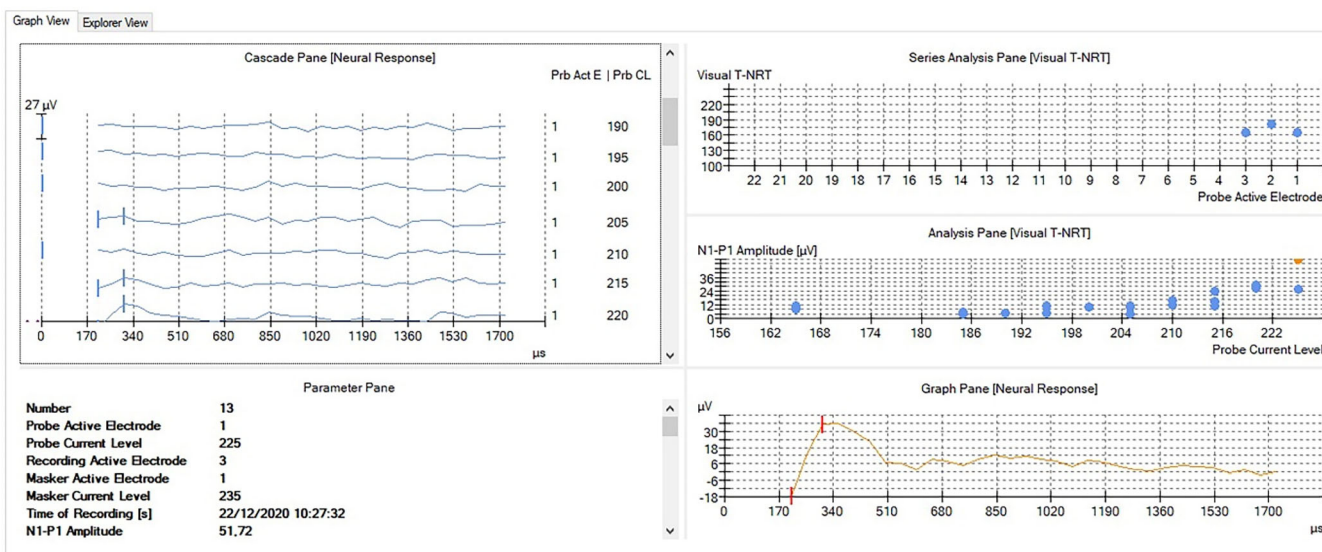 Graph View Explorer View
Cascade Pane [Neural Response]
Prb Act E | Prb CL
27 µV
1 190
1 195
1 200
1 205
1 210
1 215
1 220
0 170 340 510 680 850 1020 1190 1360 1530 1700
µs
Series Analysis Pane [Visual T-NRT]
Visual T-NRT
220
190
160
130
100
22 21 20 19 18 17 16 15 14 13 12 11 10 9 8 7 6 5 4 3 2 1
Probe Active Electrode
Analysis Pane [Visual T-NRT]
N1-P1 Amplitude [µV]
36
24
12
0
156 162 168 174 180 186 192 198 204 210 216 222
Probe Current Level
Parameter Pane
Number 13
Probe Active Electrode 1
Probe Current Level 225
Recording Active Electrode 3
Masker Active Electrode 1
Masker Current Level 235
Time of Recording [s] 22/12/2020 10:27:32
N1-P1 Amplitude 51,72
Graph Pane [Neural Response]
µV
30
18
6
-6
-18
0 170 340 510 680 850 1020 1190 1360 1530 1700
µs